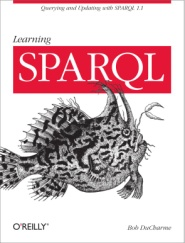 Querying and Updating with SPARQL 1.1
Learning
SPARQL
O'REILLY®
Bob DuCharme